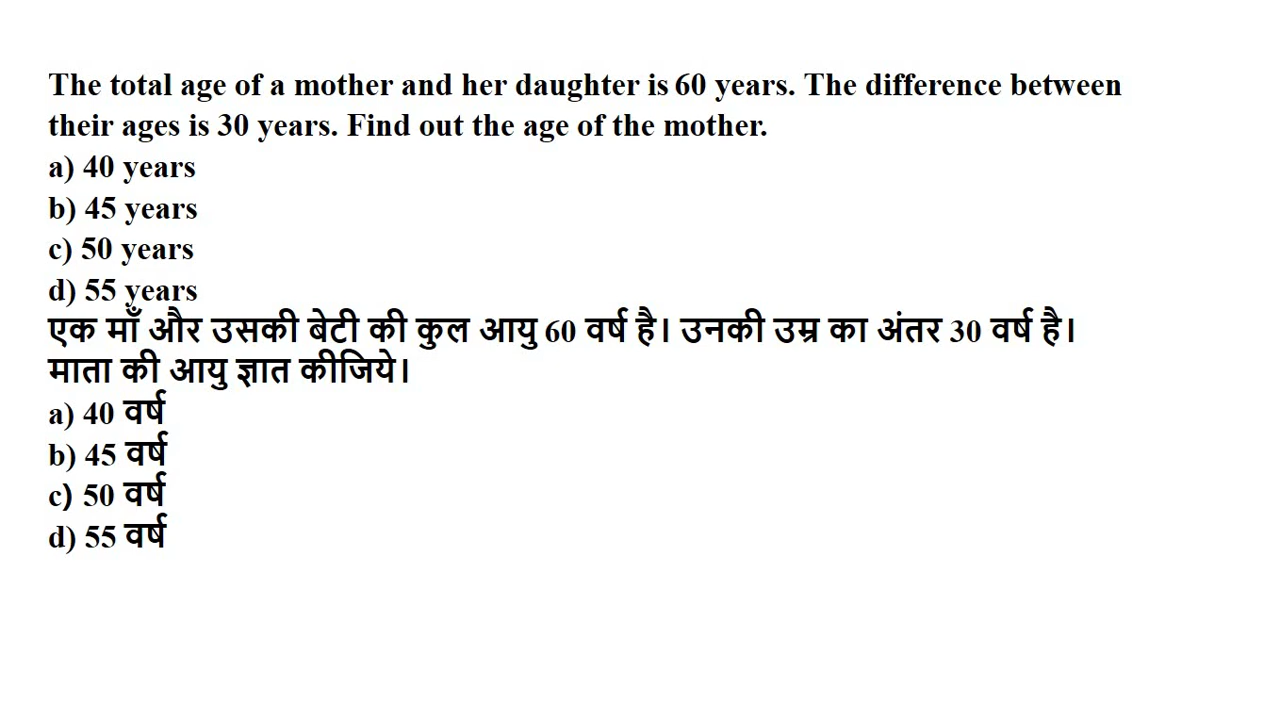 The total age of a mother and her daughter is 60 years. The difference between
their ages is 30 years. Find out the age of the mother.
a) 40 years
b) 45 years
c) 50 years
d) 55 years
एक माँ और उसकी बेटी की कुल आयु 60 वर्ष है। उनकी उम्र का अंतर 30 वर्ष है।
माता की आयु ज्ञात कीजिये।
a) 40 वर्ष
b) 45 वर्ष
c) 50 वर्ष
d) 55 वर्ष